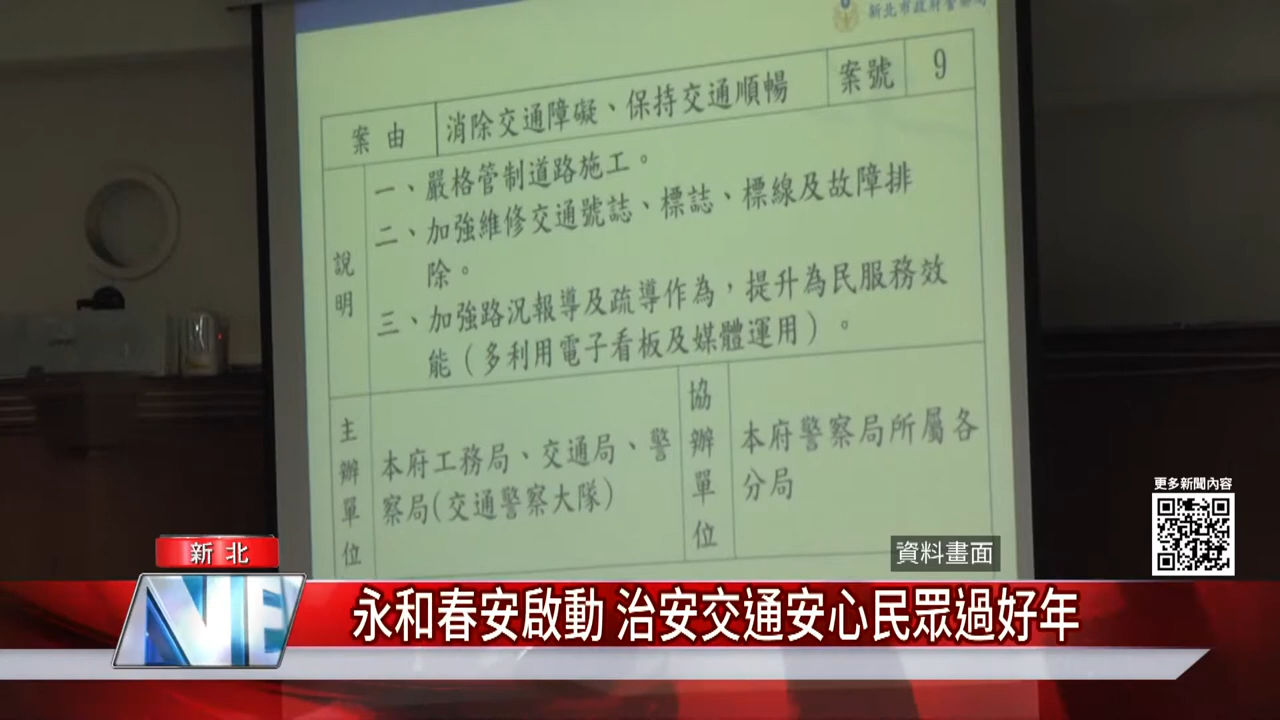 新北市政府警察局
案由
消除交通障礙、保持交通順暢
案號
9
說明
一、嚴格管制道路施工。
二、加強維修交通號誌、標誌、標線及故障排
除。
三、加強路況報導及疏導作為，提升為民服務效
能（多利用電子看板及媒體運用）。
主辦單位
本府工務局、交通局、警
察局(交通警察大隊)
協辦單位
本府警察局所屬各
分局
更多新聞內容
資料畫面
新北
NE
永和春安啟動 治安交通安心民眾過好年